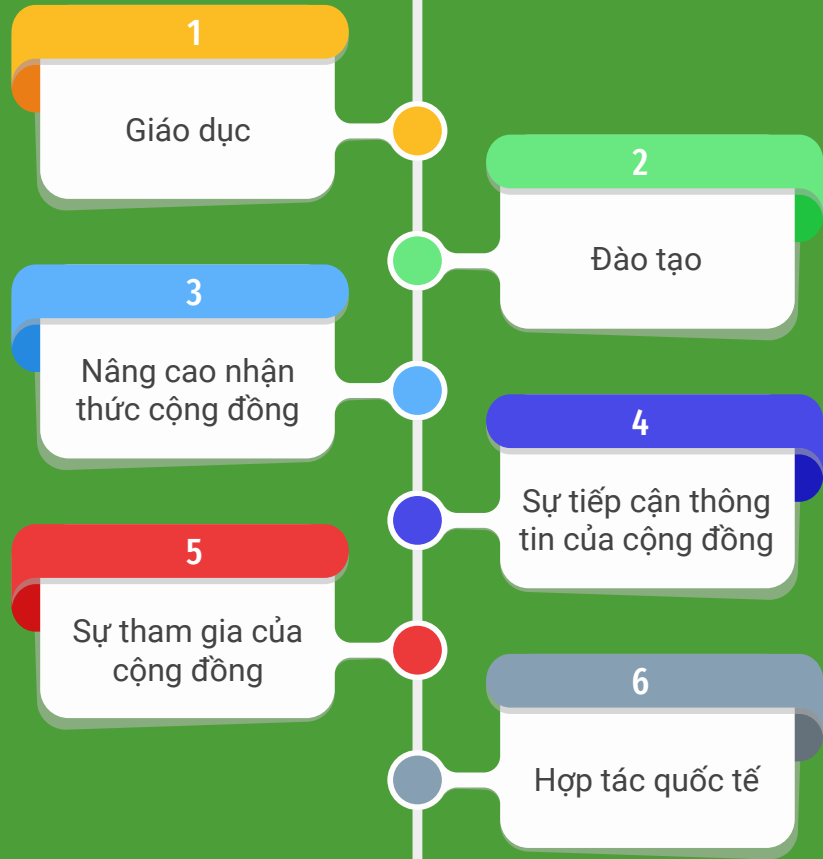 1
Giáo dục
2
Đào tạo
3
Nâng cao nhận
thức cộng đồng
4
Sự tiếp cận thông
tin của cộng đồng
5
Sự tham gia của
cộng đồng
6
Hợp tác quốc tế